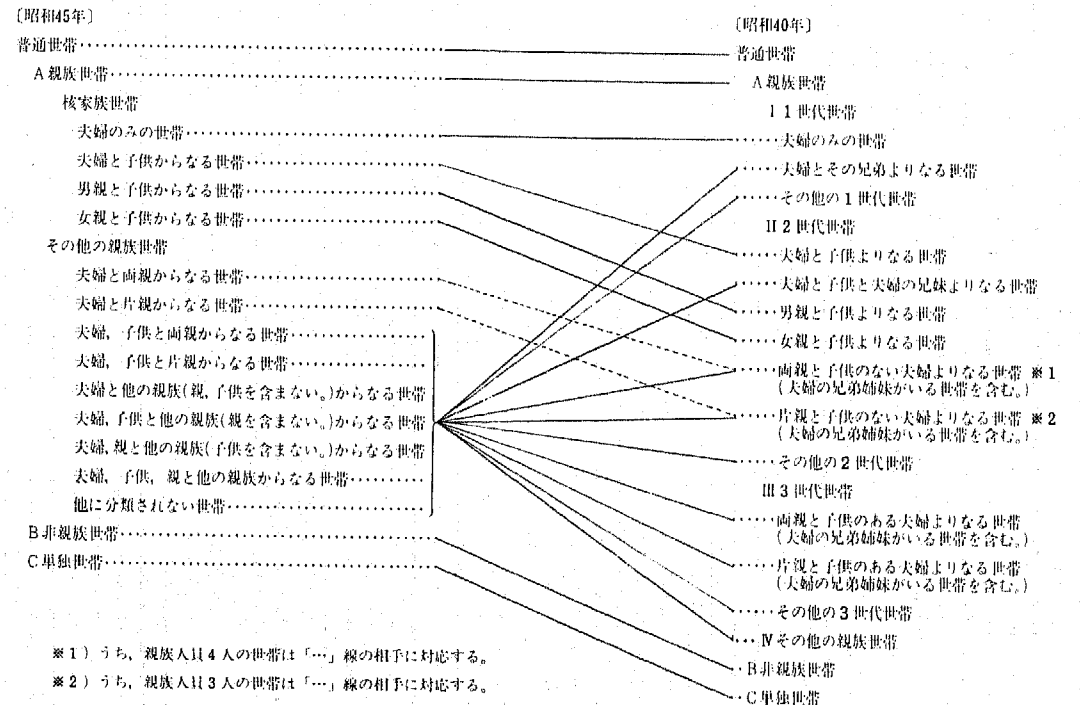 〔昭和45年〕
普通世帯
A親族世帯
核家族世帯
夫婦のみの世帯
夫婦と子供からなる世帯
男親と子供からなる世帯
女親と子供からなる世帯
その他の親族世帯
夫婦と両親からなる世帯
夫婦と片親からなる世帯
夫婦，子供と両親からなる世帯
夫婦，子供と片親からなる世帯
夫婦と他の親族(親，子供を含まない。)からなる世帯
夫婦，子供と他の親族(親を含まない。)からなる世帯
夫婦，親と他の親族(子供を含まない。)からなる世帯
夫婦，子供，親と他の親族からなる世帯
他に分類されない世帯
B非親族世帯
C単独世帯
〔昭和40年〕
普通世帯
A親族世帯
I 1世代世帯
夫婦のみの世帯
夫婦とその兄弟よりなる世帯
その他の1世代世帯
II 2世代世帯
夫婦と子供よりなる世帯
夫婦と子供と夫婦の兄妹よりなる世帯
男親と子供よりなる世帯
女親と子供よりなる世帯
両親と子供のない夫婦よりなる世帯 ※1
(夫婦の兄弟姉妹がいる世帯を含む。)
片親と子供のない夫婦よりなる世帯 ※2
(夫婦の兄弟姉妹がいる世帯を含む。)
その他の2世代世帯
III 3世代世帯
両親と子供のある夫婦よりなる世帯
(夫婦の兄弟姉妹がいる世帯を含む。)
片親と子供のある夫婦よりなる世帯
(夫婦の兄弟姉妹がいる世帯を含む。)
その他の3世代世帯
IVその他の親族世帯
B非親族世帯
C単独世帯
※1）うち，親族人員4人の世帯は「…」線の相手に対応する。
※2）うち，親族人員3人の世帯は「…」線の相手に対応する。